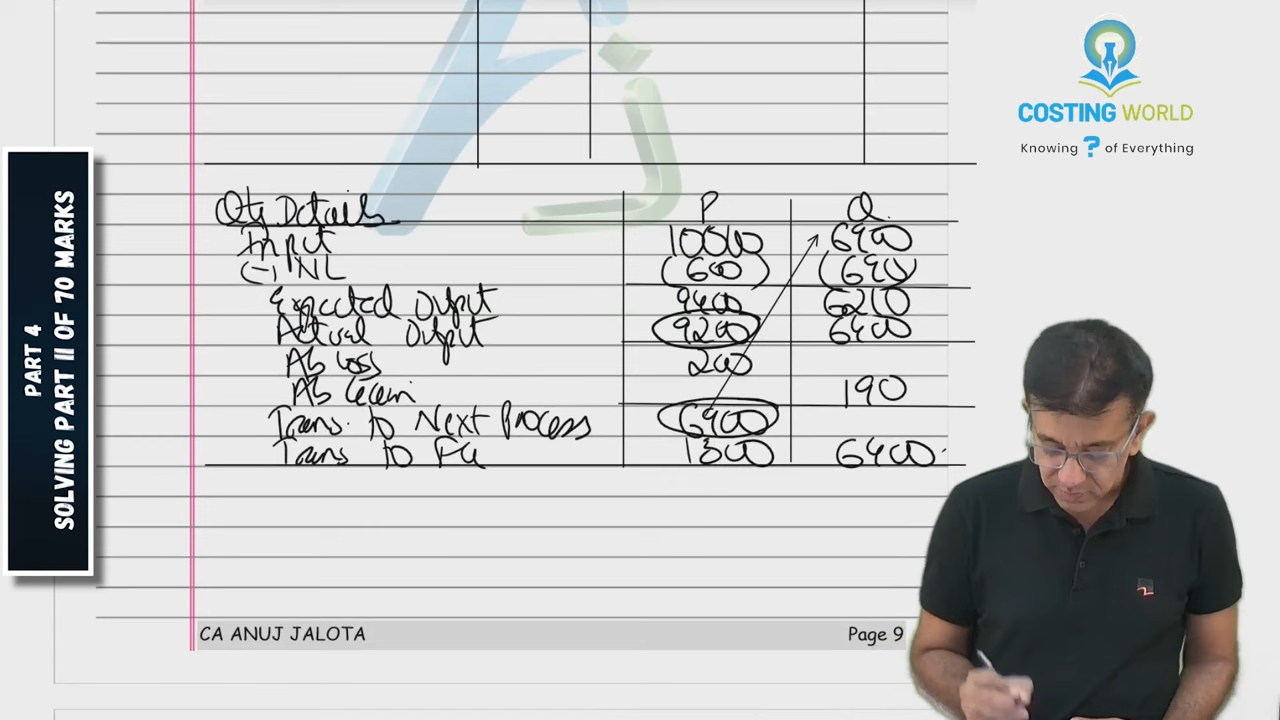 COSTING WORLD
Knowing ? of Everything
PART 4
SOLVING PART II OF 70 MARKS
Qty Details P Q
Input 10000 6900
(-) NL (600) (690)
Expected Output 9400 6210
Actual Output 9200 6400
Ab Loss 200
Ab Gain 190
Trans. to Next Process 6900
Trans to FG 6400
CA ANUJ JALOTA
Page 9